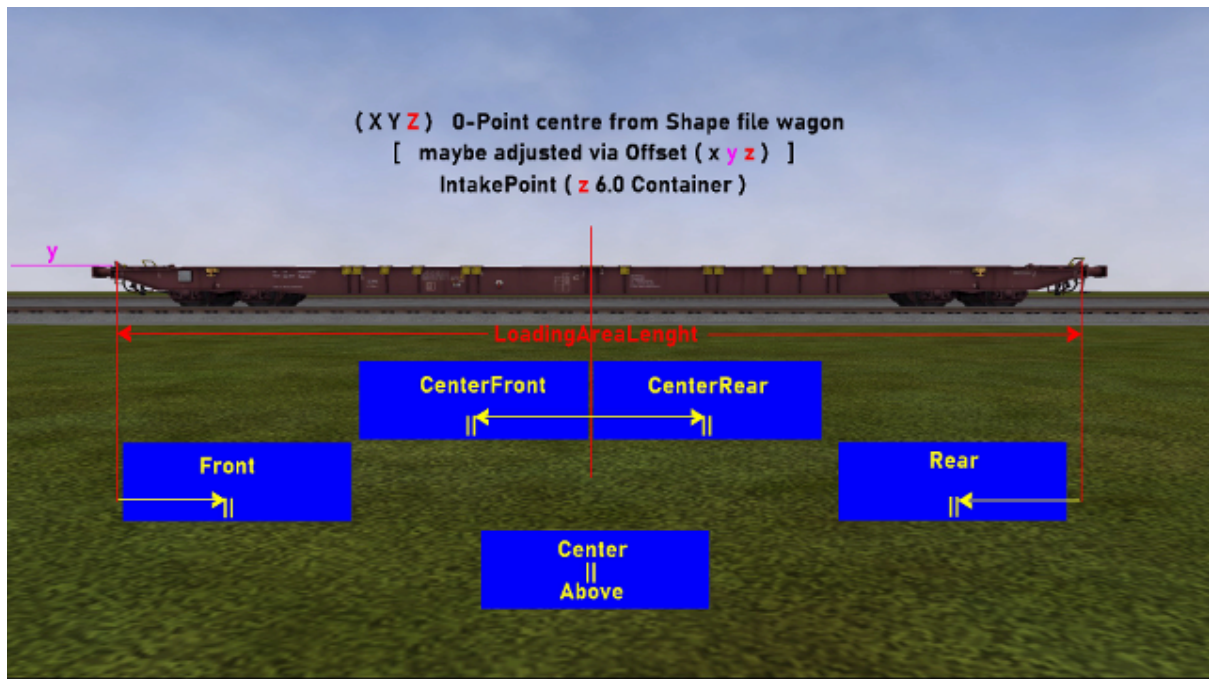 ( X Y Z ) 0-Point centre from Shape file wagon
[ maybe adjusted via Offset ( x y z ) ]
IntakePoint ( z 6.0 Container )
y
LoadingAreaLenght
CenterFront
CenterRear
Front
Rear
Center
Above